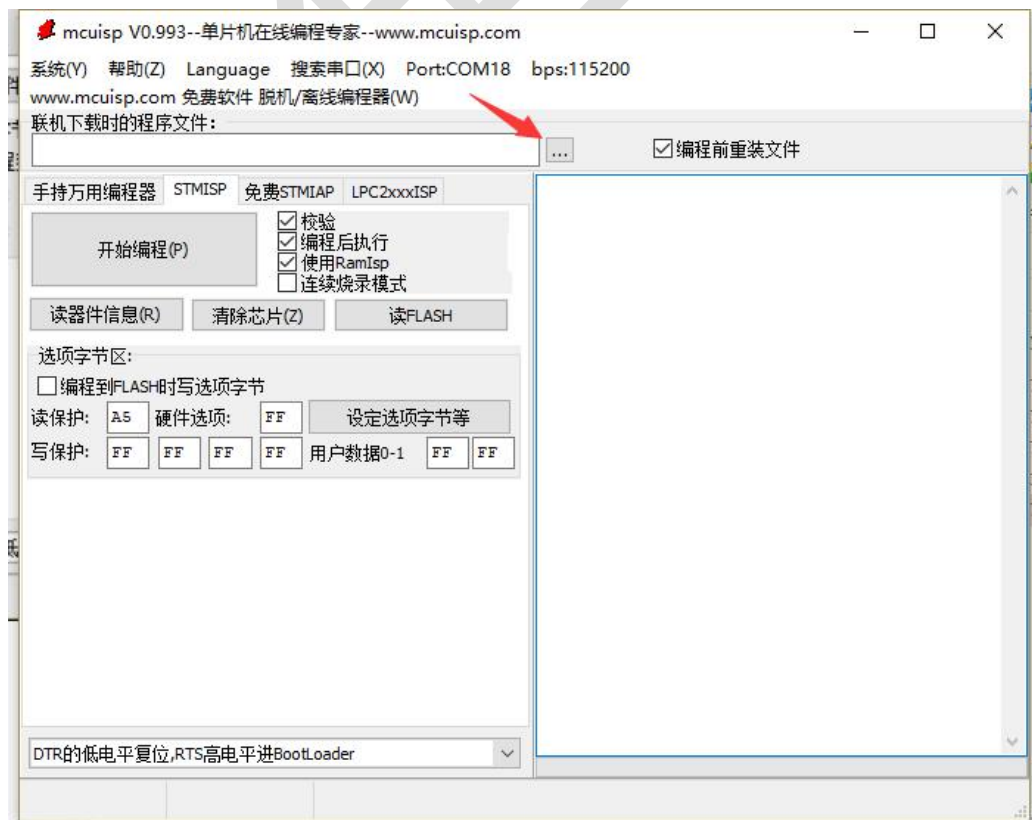 mcuisp V0.993--单片机在线编程专家--www.mcuisp.com
系统(Y) 帮助(Z) Language 搜索串口(X) Port:COM18 bps:115200
www.mcuisp.com 免费软件 脱机/离线编程器(W)
联机下载时的程序文件:
... 编程前重装文件
手持万用编程器 STMISP 免费STMIAP LPC2xxxISP
开始编程(P)
校验
编程后执行
使用RamIsp
连续烧录模式
读器件信息(R) 清除芯片(Z) 读FLASH
选项字节区:
编程到FLASH时写选项字节
读保护: A5 硬件选项: FF 设定选项字节等
写保护: FF FF FF FF 用户数据0-1 FF FF
DTR的低电平复位,RTS高电平进BootLoader